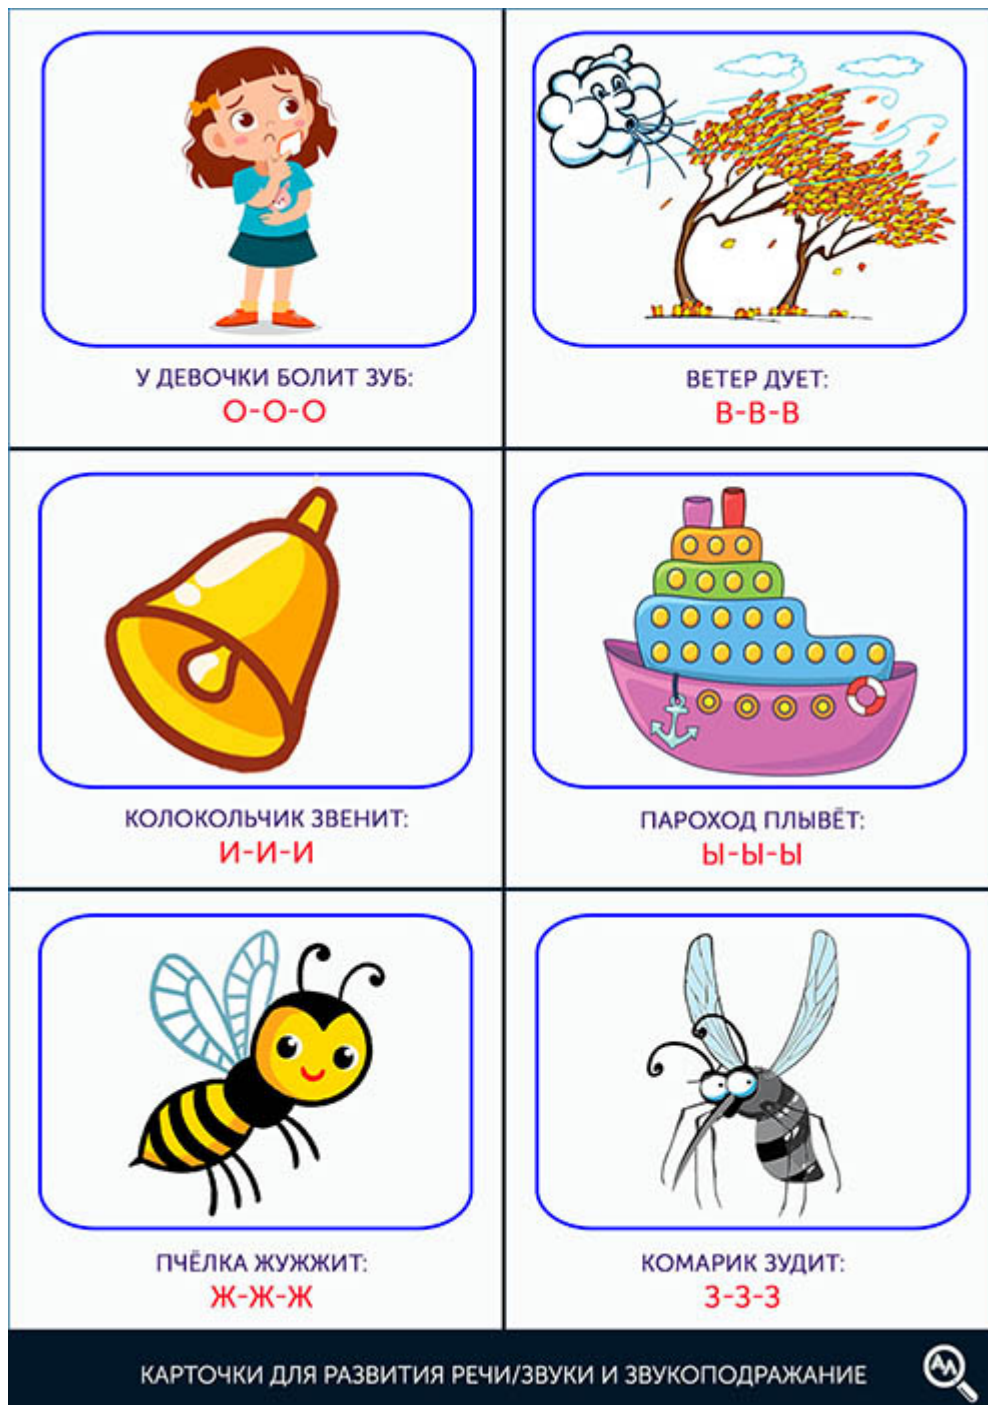 У ДЕВОЧКИ БОЛИТ ЗУБ:
О-О-О
ВЕТЕР ДУЕТ:
В-В-В
КОЛОКОЛЬЧИК ЗВЕНИТ:
И-И-И
ПАРОХОД ПЛЫВЁТ:
Ы-Ы-Ы
ПЧЁЛКА ЖУЖЖИТ:
Ж-Ж-Ж
КОМАРИК ЗУДИТ:
З-З-З
КАРТОЧКИ ДЛЯ РАЗВИТИЯ РЕЧИ/ЗВУКИ И ЗВУКОПОДРАЖАНИЕ